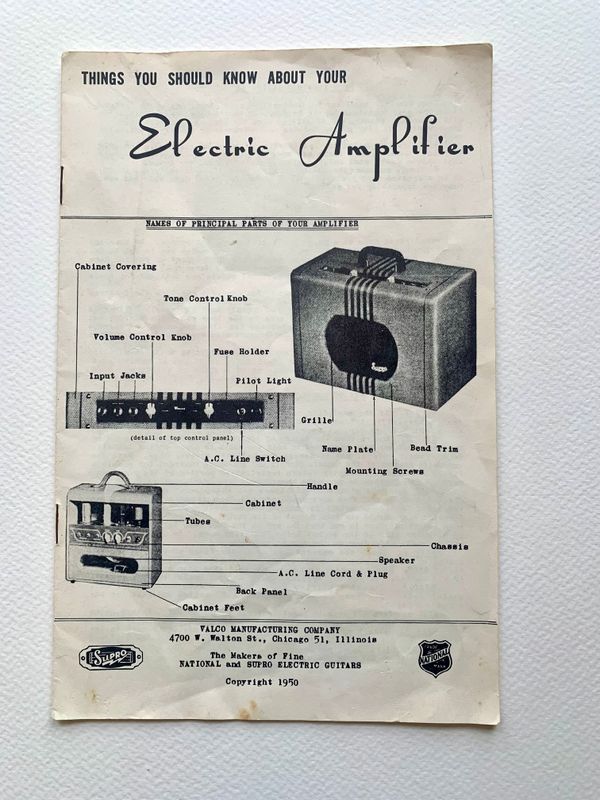 THINGS YOU SHOULD KNOW ABOUT YOUR
Electric Amplifier
NAMES OF PRINCIPAL PARTS OF YOUR AMPLIFIER
Cabinet Covering
Tone Control Knob
Volume Control Knob
Fuse Holder
Input Jacks
Pilot Light
Supro
Grille
(detail of top control panel)
Name Plate
Bead Trim
A.C. Line Switch
Mounting Screws
Handle
Cabinet
Tubes
Chassis
Speaker
A.C. Line Cord & Plug
Back Panel
Cabinet Feet
VALCO MANUFACTURING COMPANY
4700 W. Walton St., Chicago 51, Illinois
The Makers of Fine
NATIONAL and SUPRO ELECTRIC GUITARS
Copyright 1950
SUPRO
NATIONAL